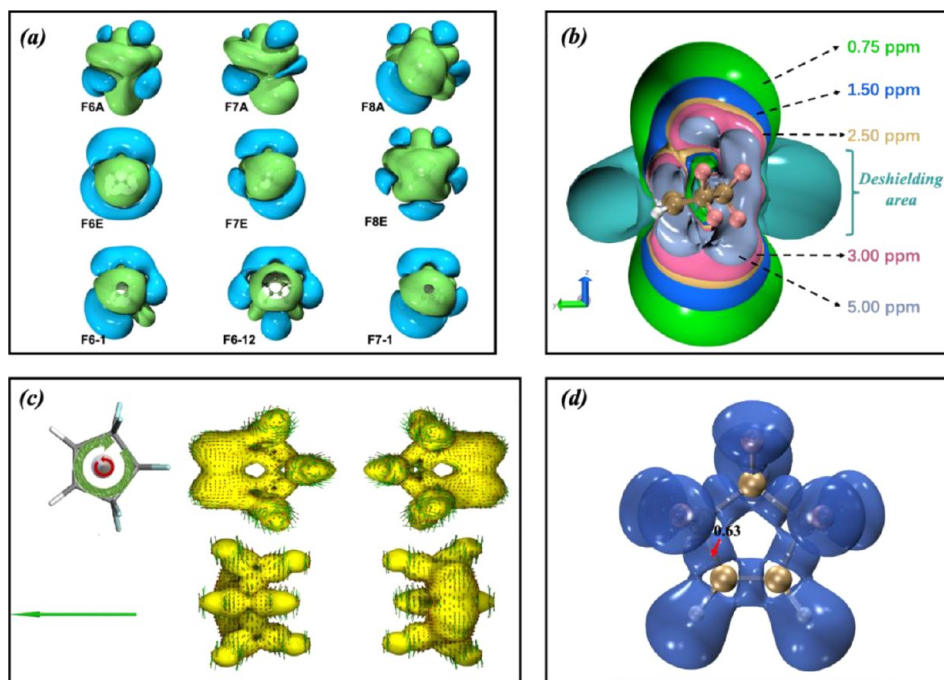 (a)
F6A F7A F8A
F6E F7E F8E
F6-1 F6-12 F7-1
(b)
0.75 ppm
1.50 ppm
2.50 ppm
Deshielding
area
3.00 ppm
5.00 ppm
z
y
(c)
(d)
0.63